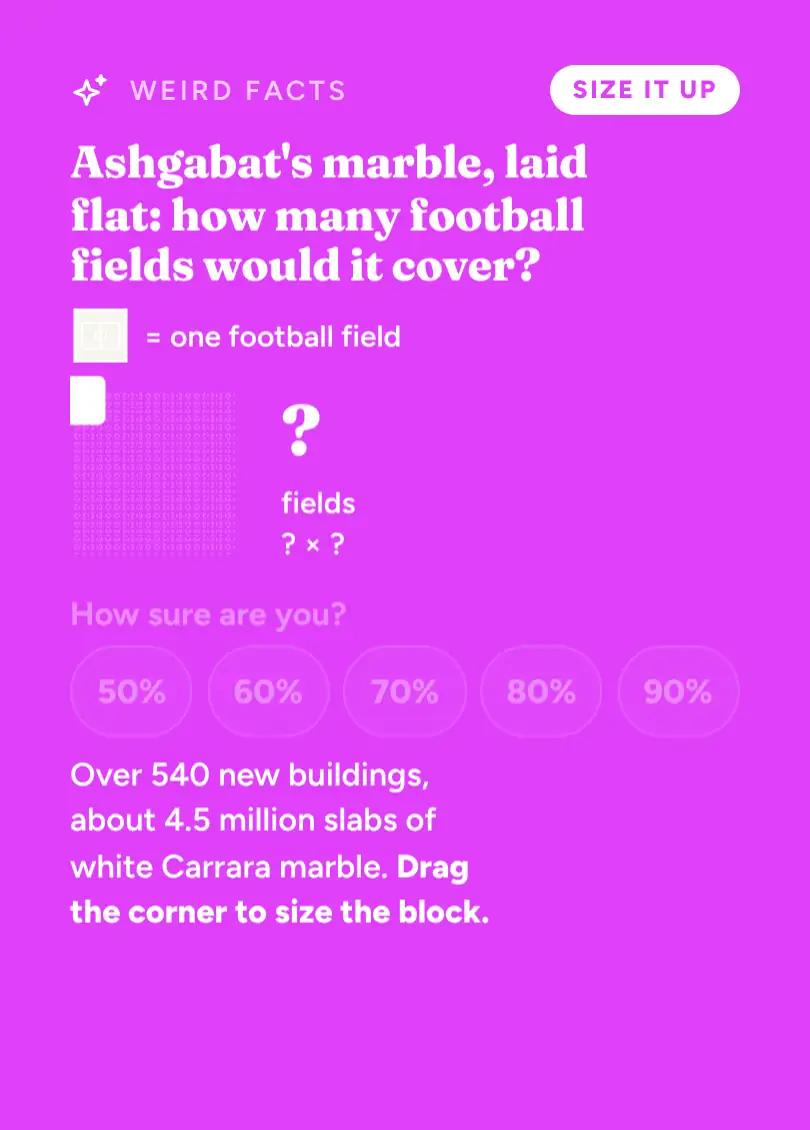 WEIRD FACTS
SIZE IT UP
Ashgabat's marble, laid
flat: how many football
fields would it cover?
= one football field
?
fields
? × ?
How sure are you?
50% 60% 70% 80% 90%
Over 540 new buildings,
about 4.5 million slabs of
white Carrara marble. Drag
the corner to size the block.